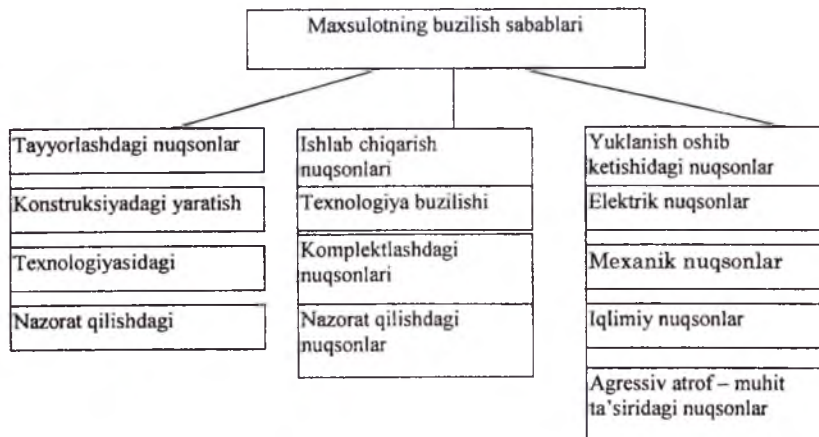 Maxsulotning buzilish sabablari
Tayyorlashdagi nuqsonlar
Konstruksiyadagi yaratish
Texnologiyasidagi
Nazorat qilishdagi
Ishlab chiqarish
nuqsonlari
Texnologiya buzilishi
Komplektlashdagi
nuqsonlari
Nazorat qilishdagi
nuqsonlar
Yuklanish oshib
ketishidagi nuqsonlar
Elektrik nuqsonlar
Mexanik nuqsonlar
Iqlimiy nuqsonlar
Agressiv atrof – muhit
ta'siridagi nuqsonlar